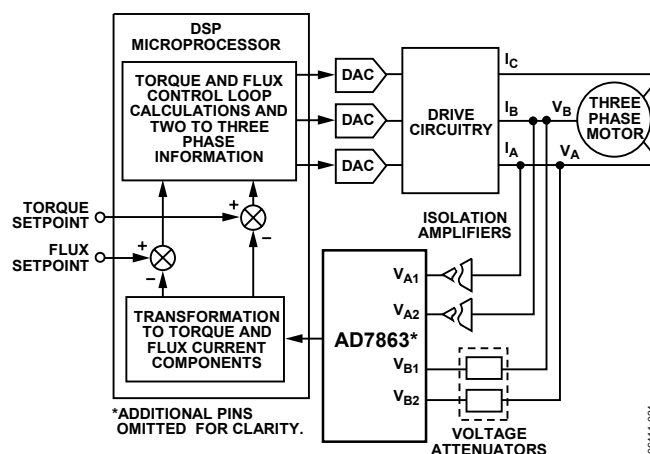 DSP
MICROPROCESSOR
TORQUE AND FLUX
CONTROL LOOP
CALCULATIONS AND
TWO TO THREE
PHASE
INFORMATION
DAC
DAC
DAC
DRIVE
CIRCUITRY
IC
IB
IA
VB
VA
THREE
PHASE
MOTOR
TORQUE
SETPOINT
FLUX
SETPOINT
+
–
+
–
TRANSFORMATION
TO TORQUE AND
FLUX CURRENT
COMPONENTS
ISOLATION
AMPLIFIERS
VA1
VA2
AD7863*
VB1
VB2
VOLTAGE
ATTENUATORS
*ADDITIONAL PINS
OMITTED FOR CLARITY.